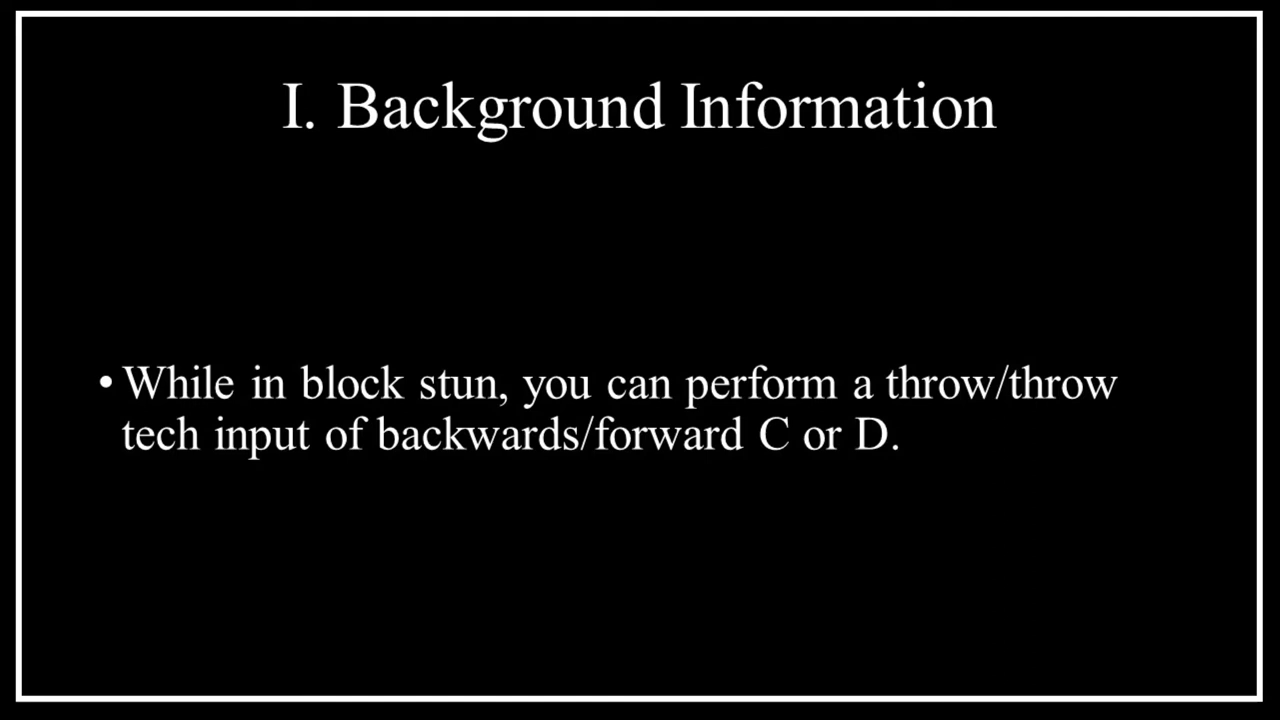 I. Background Information
• While in block stun, you can perform a throw/throw
tech input of backwards/forward C or D.